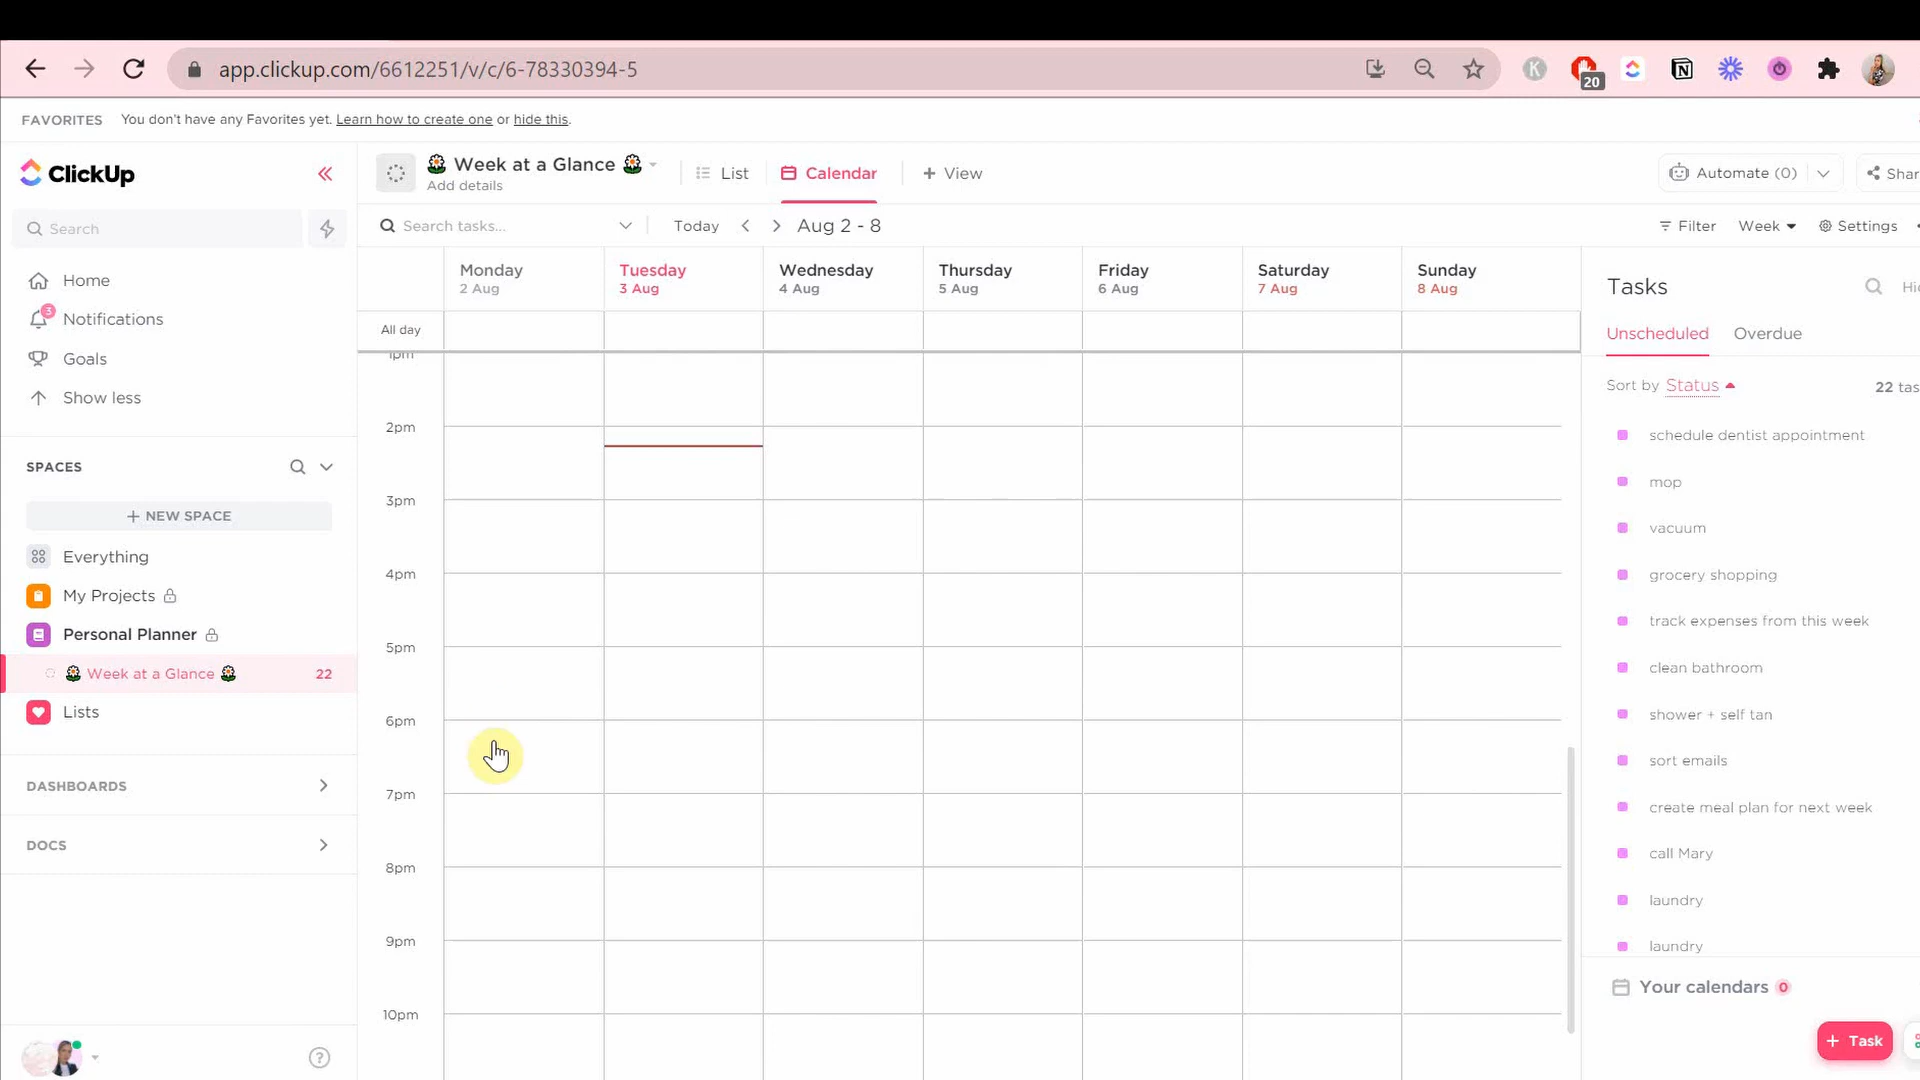 app.clickup.com/6612251/v/c/6-78330394-5
K
20
FAVORITES You don't have any Favorites yet. Learn how to create one or hide this.
ClickUp
Search
Home
3
Notifications
Goals
Show less
SPACES
+ NEW SPACE
Everything
My Projects
Personal Planner
Week at a Glance 22
Lists
DASHBOARDS
DOCS
Week at a Glance
Add details
List
Calendar
+ View
Automate (0)
Shar
Search tasks...
Today
Aug 2 - 8
Filter
Week
Settings
Monday
2 Aug
Tuesday
3 Aug
Wednesday
4 Aug
Thursday
5 Aug
Friday
6 Aug
Saturday
7 Aug
Sunday
8 Aug
All day
1pm
2pm
3pm
4pm
5pm
6pm
7pm
8pm
9pm
10pm
Tasks
Unscheduled
Overdue
Sort by Status
22 tas
schedule dentist appointment
mop
vacuum
grocery shopping
track expenses from this week
clean bathroom
shower + self tan
sort emails
create meal plan for next week
call Mary
laundry
laundry
Your calendars 0
+ Task